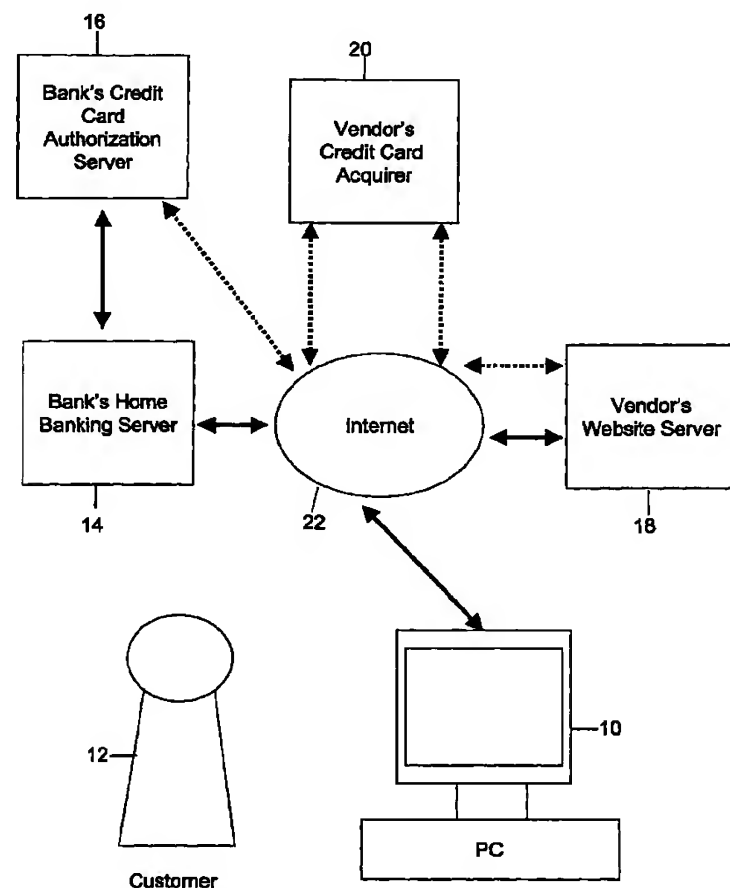 16
20
Bank's Credit
Card
Authorization
Server
Vendor's
Credit Card
Acquirer
Bank's Home
Banking Server
Internet
Vendor's
Website Server
14
22
18
12
10
PC
Customer